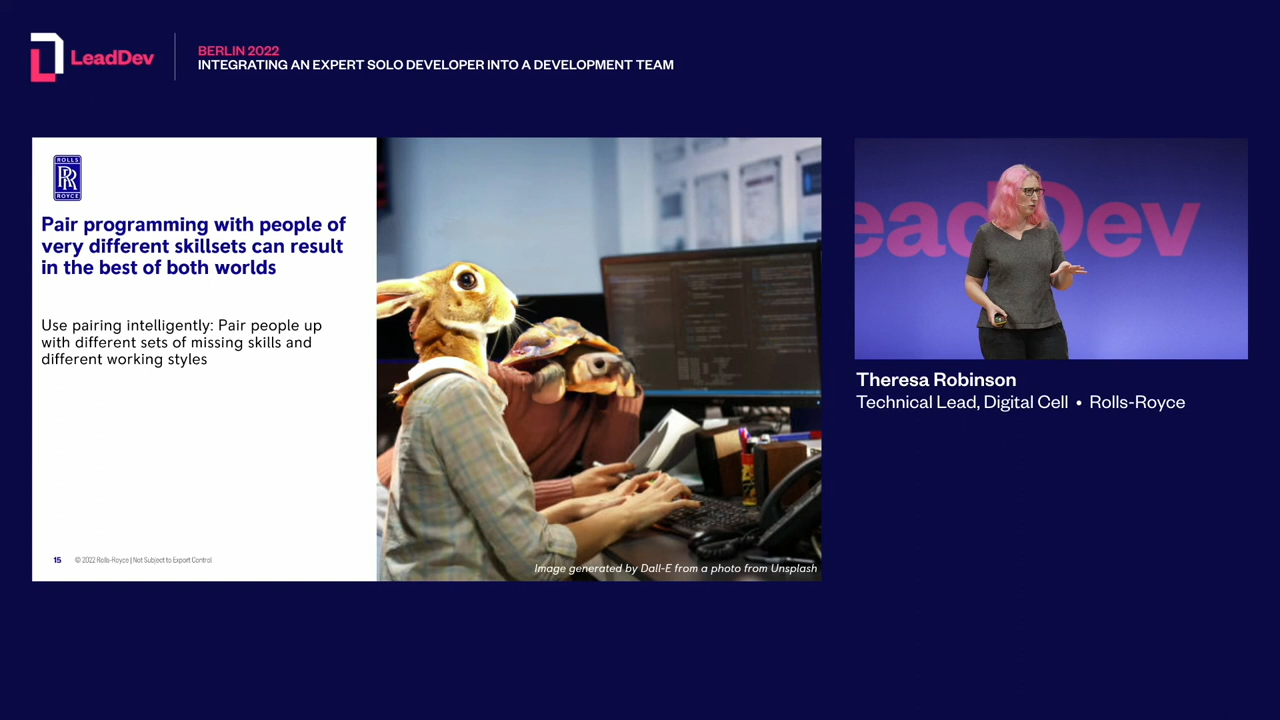 LeadDev
BERLIN 2022
INTEGRATING AN EXPERT SOLO DEVELOPER INTO A DEVELOPMENT TEAM
ROLLS
RR
ROYCE
Pair programming with people of
very different skillsets can result
in the best of both worlds
Use pairing intelligently: Pair people up
with different sets of missing skills and
different working styles
15 © 2022 Rolls-Royce | Not Subject to Export Control
Image generated by Dall-E from a photo from Unsplash
eadDev
Theresa Robinson
Technical Lead, Digital Cell • Rolls-Royce